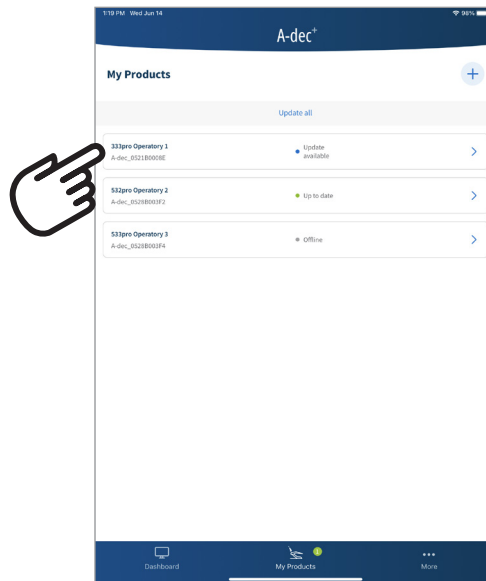 1:19 PM Wed Jun 14
98%
A-dec+
My Products
+
Update all
333pro Operatory 1
A-dec_0521B0008E
Update
available
532pro Operatory 2
A-dec_0528B003F2
Up to date
533pro Operatory 3
A-dec_0528B003F4
Offline
1
Dashboard
My Products
More